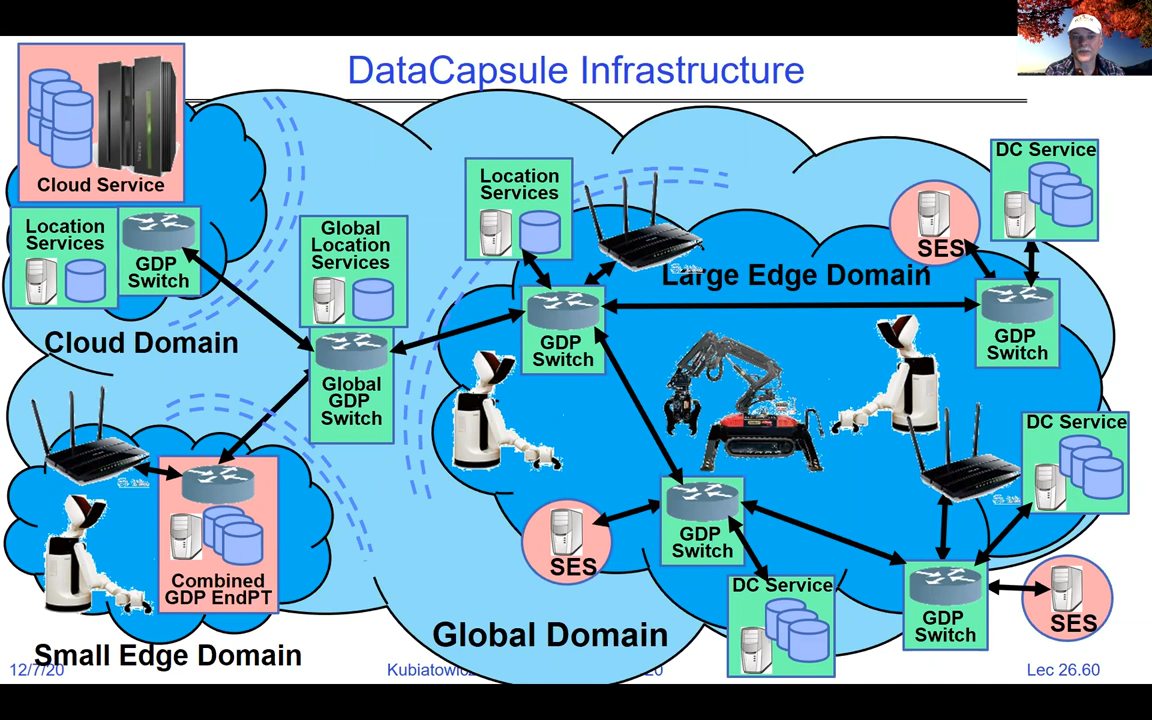 DataCapsule Infrastructure
Cloud Service
Location
Services
GDP
Switch
Cloud Domain
Global
Location
Services
Global
GDP
Switch
Location
Services
GDP
Switch
Large Edge Domain
SES
DC Service
GDP
Switch
DC Service
SES
GDP
Switch
DC Service
GDP
Switch
SES
Combined
GDP EndPT
Small Edge Domain
Global Domain
12/7/20
Lec 26.60